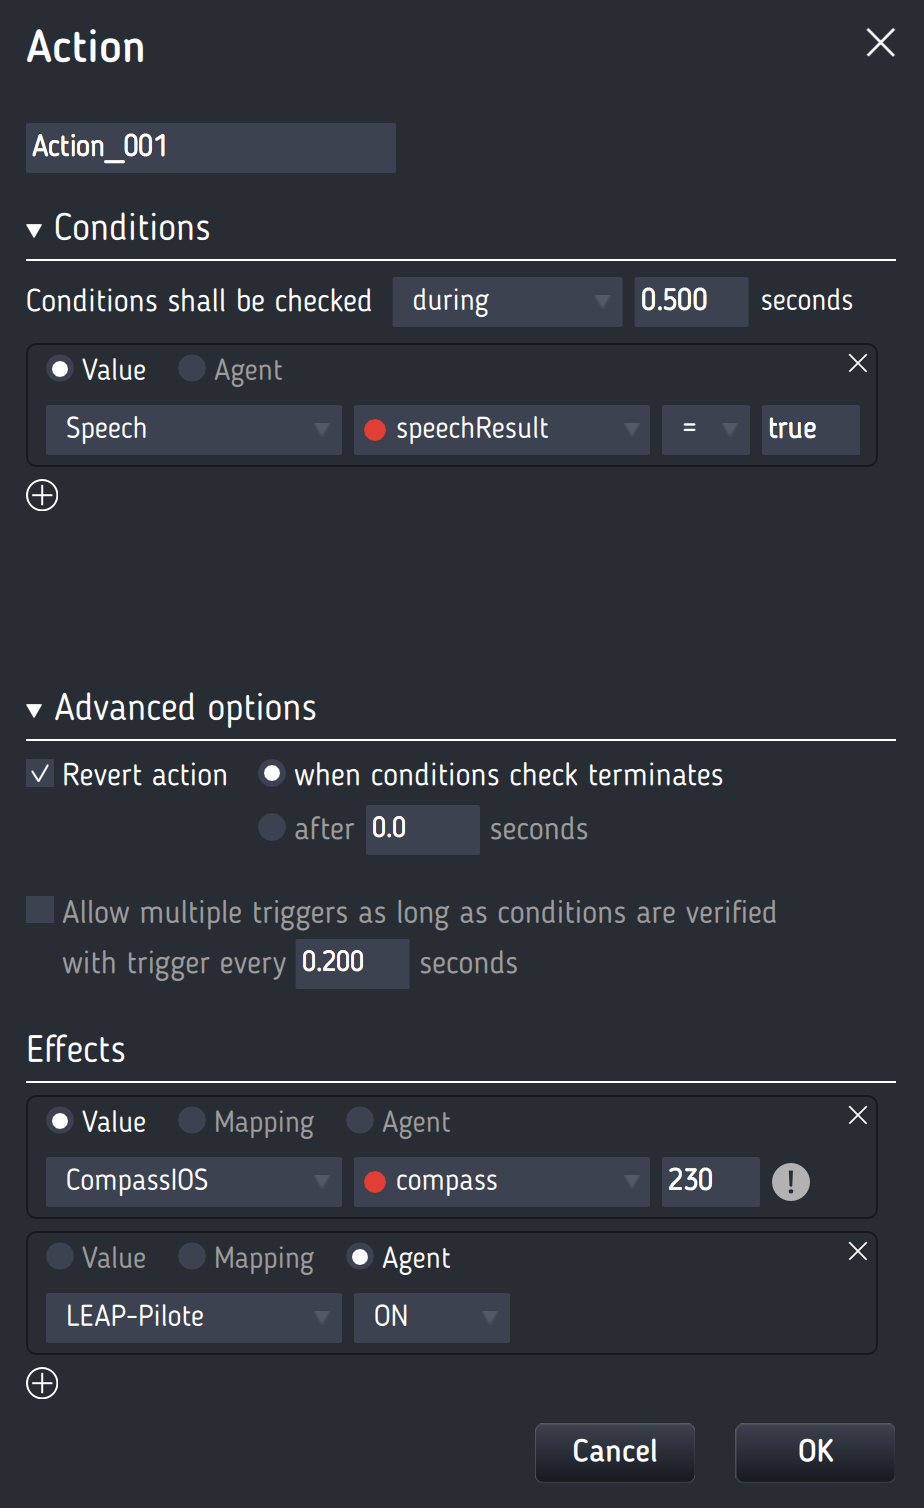 Action
Action_001
Conditions
Conditions shall be checked during 0.500 seconds
Value Agent
Speech speechResult = true
Advanced options
Revert action when conditions check terminates
after 0.0 seconds
Allow multiple triggers as long as conditions are verified
with trigger every 0.200 seconds
Effects
Value Mapping Agent
CompassIOS compass 230 !
Value Mapping Agent
LEAP-Pilote ON
Cancel OK